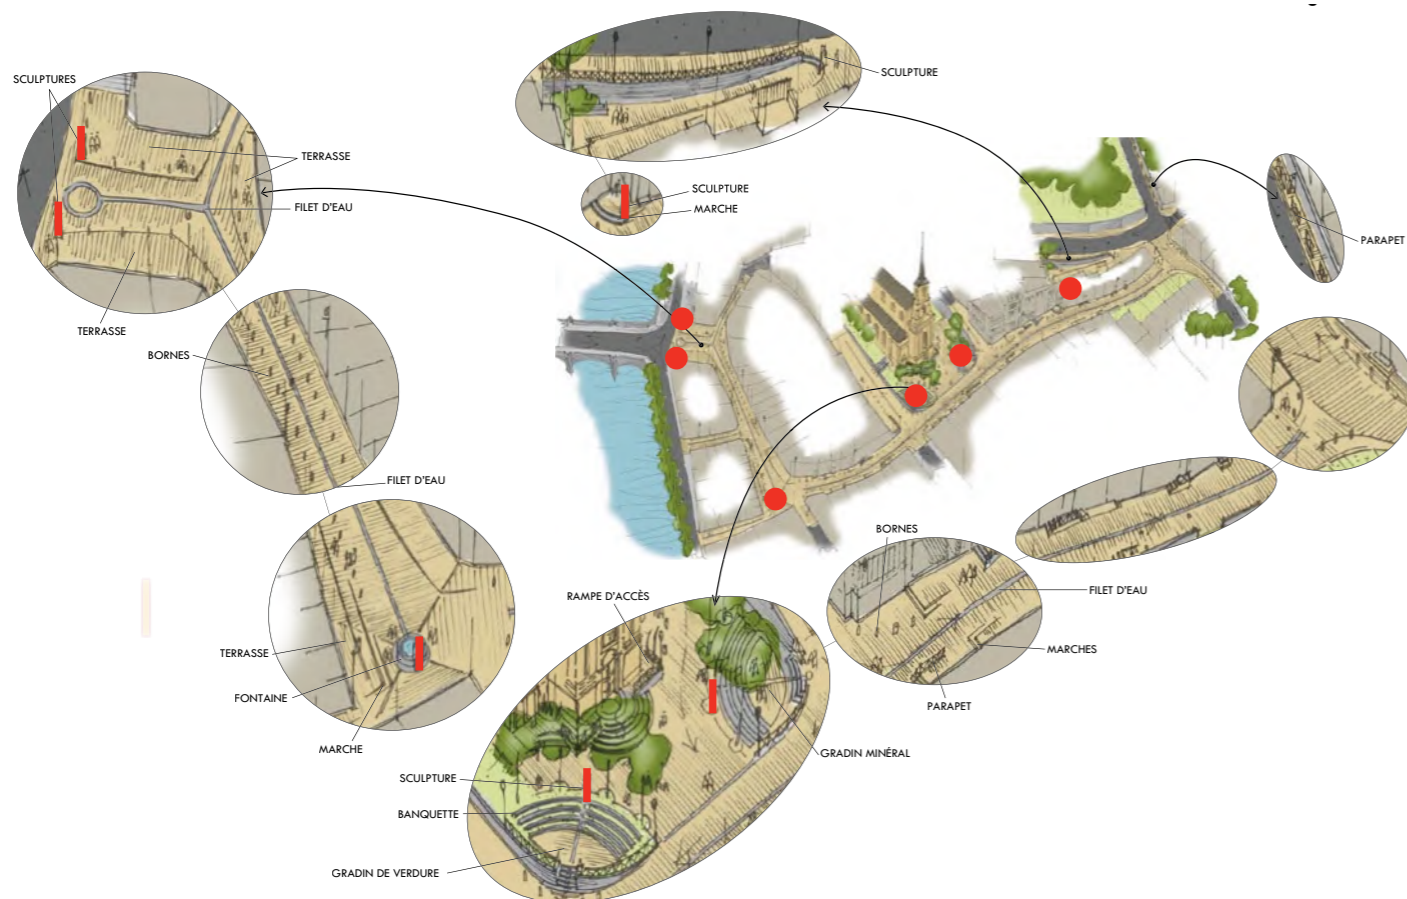 SCULPTURES
SCULPTURE
TERRASSE
SCULPTURE
MARCHE
FILET D'EAU
PARAPET
TERRASSE
BORNES
FILET D'EAU
BORNES
RAMPE D'ACCÈS
FILET D'EAU
TERRASSE
MARCHES
FONTAINE
PARAPET
MARCHE
GRADIN MINÉRAL
SCULPTURE
BANQUETTE
GRADIN DE VERDURE